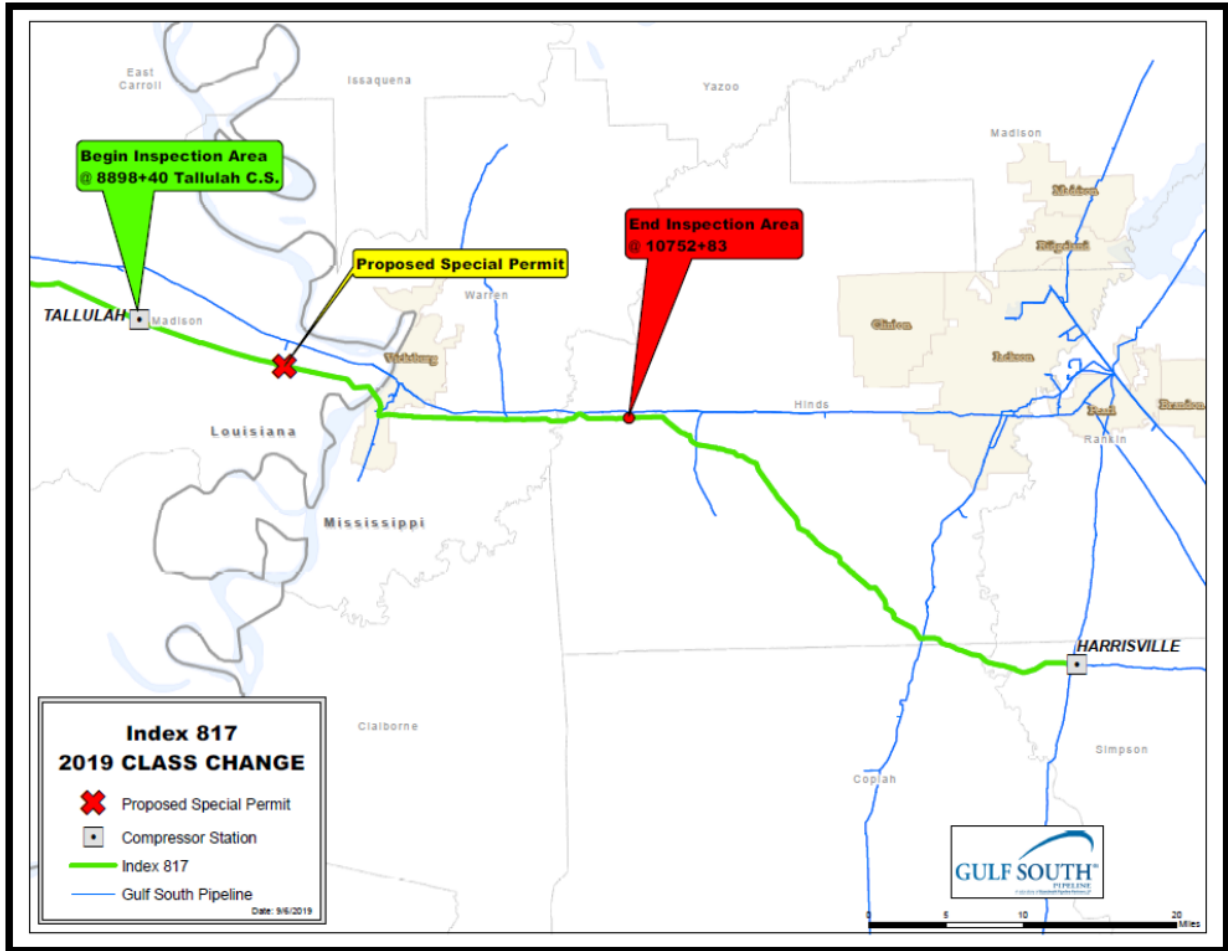 East
Carroll
Issaquena
Yazoo
Madison
Begin Inspection Area
@ 8898+40 Tallulah C.S.
Madison
Ridgeland
End Inspection Area
@ 10752+83
Proposed Special Permit
Warren
TALLULAH
Madison
Clinton
Vicksburg
Jackson
Hinds
Pearl
Brandon
Louisiana
Rankin
Mississippi
HARRISVILLE
Claiborne
Simpson
Copiah
Index 817
2019 CLASS CHANGE
Proposed Special Permit
Compressor Station
Index 817
Gulf South Pipeline
Date: 9/6/2019
GULF SOUTH®
PIPELINE
0 5 10 20
Miles